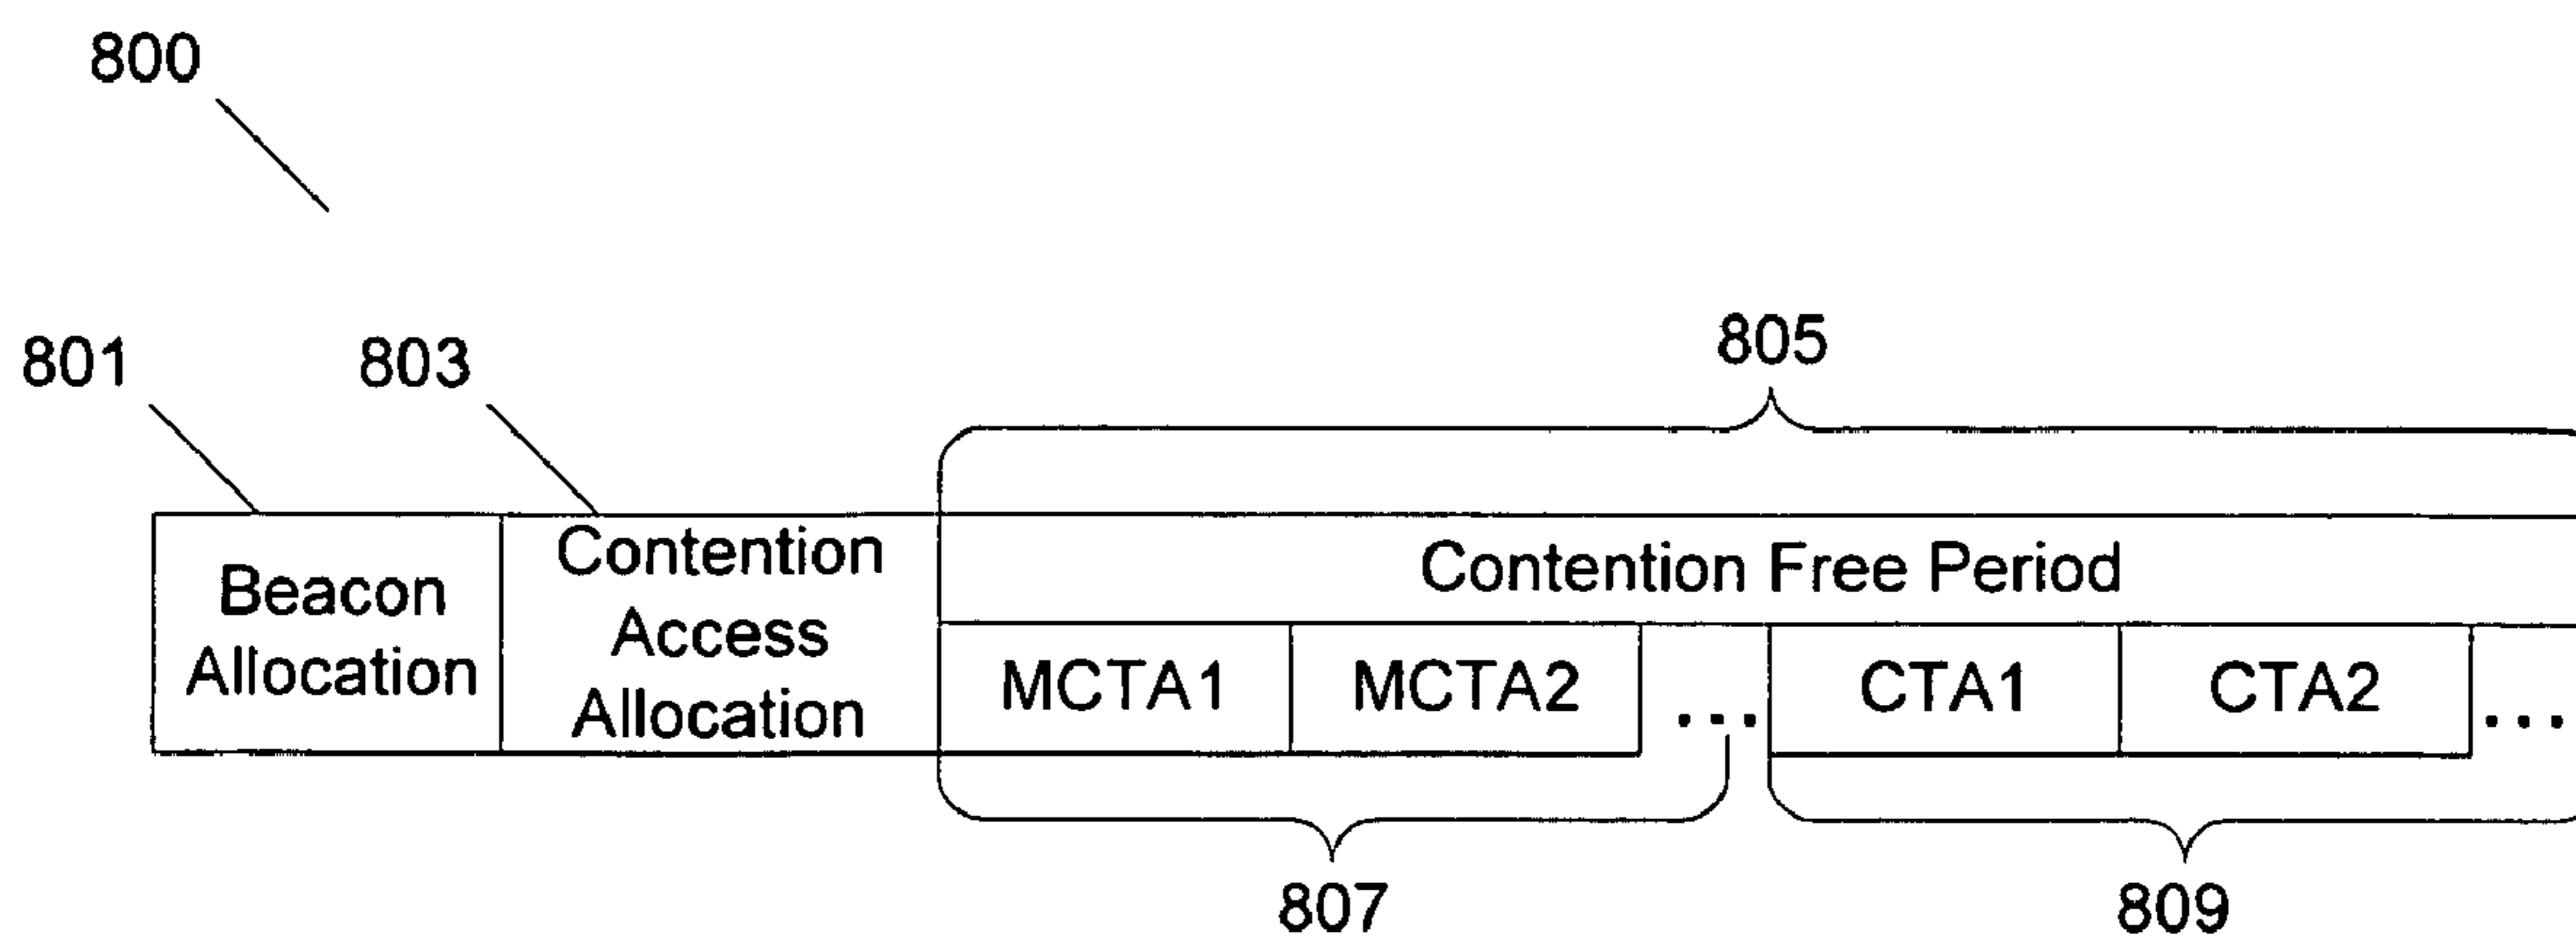 800
801
803
805
Beacon
Allocation
Contention
Access
Allocation
Contention Free Period
MCTA1
MCTA2
...
CTA1
CTA2
...
807
809